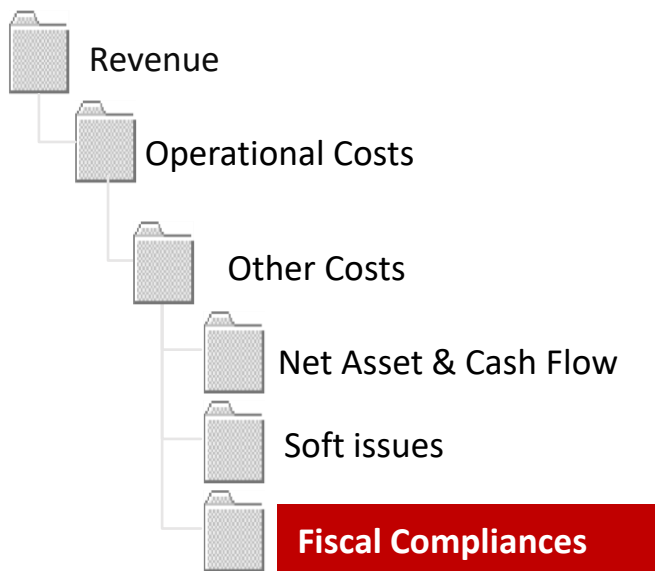 Revenue
Operational Costs
Other Costs
Net Asset & Cash Flow
Soft issues
Fiscal Compliances